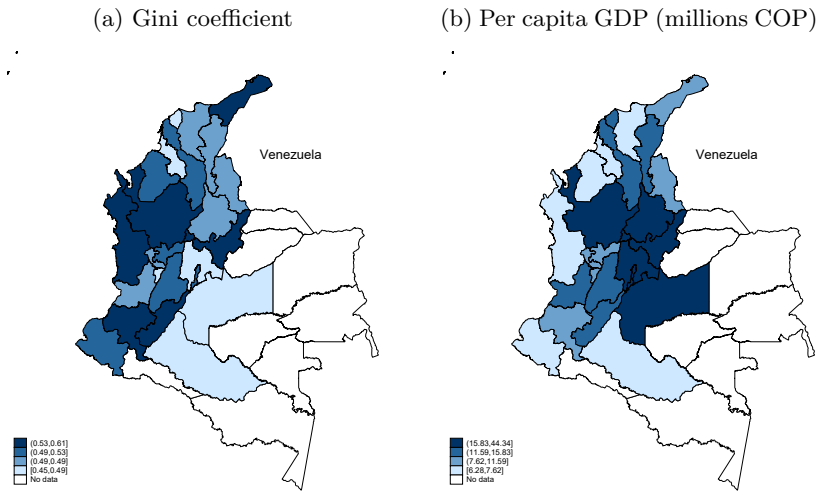 (a) Gini coefficient
(b) Per capita GDP (millions COP)
Venezuela
Venezuela
(0.53,0.61]
(0.49,0.53]
(0.49,0.49]
[0.45,0.49]
No data
(15.83,44.34]
(11.59,15.83]
(7.62,11.59]
[6.28,7.62]
No data